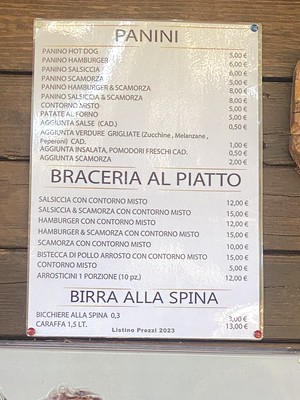 PANINI
PANINO HOT DOG 5,00 €
PANINO HAMBURGER 6,00 €
PANINO SALSICCIA 6,00 €
PANINO SCAMORZA 5,00 €
PANINO HAMBURGER & SCAMORZA 8,00 €
PANINO SALSICCIA & SCAMORZA 8,00 €
CONTORNO MISTO 5,00 €
PATATE AL FORNO 5,00 €
AGGIUNTA SALSE (CAD.) 0,50 €
AGGIUNTA VERDURE GRIGLIATE (Zucchine , Melanzane ,
Peperoni) CAD. 1,00 €
AGGIUNTA INSALATA, POMODORI FRESCHI CAD. 0,50 €
AGGIUNTA SCAMORZA 2,00 €
BRACERIA AL PIATTO
SALSICCIA CON CONTORNO MISTO 12,00 €
SALSICCIA & SCAMORZA CON CONTORNO MISTO 15,00 €
HAMBURGER CON CONTORNO MISTO 12,00 €
HAMBURGER & SCAMORZA CON CONTORNO MISTO 15,00 €
SCAMORZA CON CONTORNO MISTO 10,00 €
BISTECCA DI POLLO ARROSTO CON CONTORNO MISTO 15,00 €
CONTORNO MISTO 5,00 €
ARROSTICINI 1 PORZIONE (10 pz.) 12,00 €
BIRRA ALLA SPINA
BICCHIERE ALLA SPINA 0,3 3,00 €
CARAFFA 1,5 LT. 13,00 €
Listino Prezzi 2023